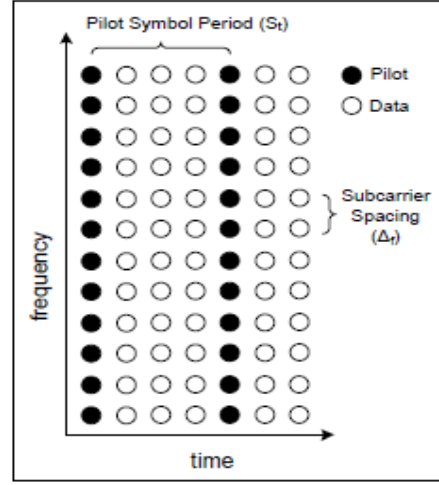 Pilot Symbol Period (Sₜ)
Pilot
Data
Subcarrier
Spacing
(Δf)
frequency
time